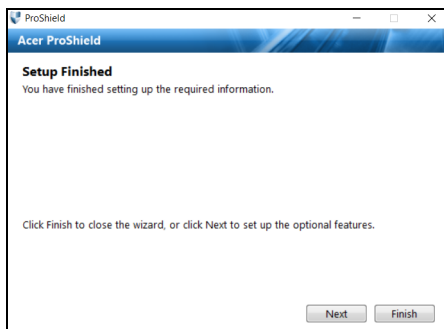 ProShield
Acer ProShield
Setup Finished
You have finished setting up the required information.
Click Finish to close the wizard, or click Next to set up the optional features.
Next Finish